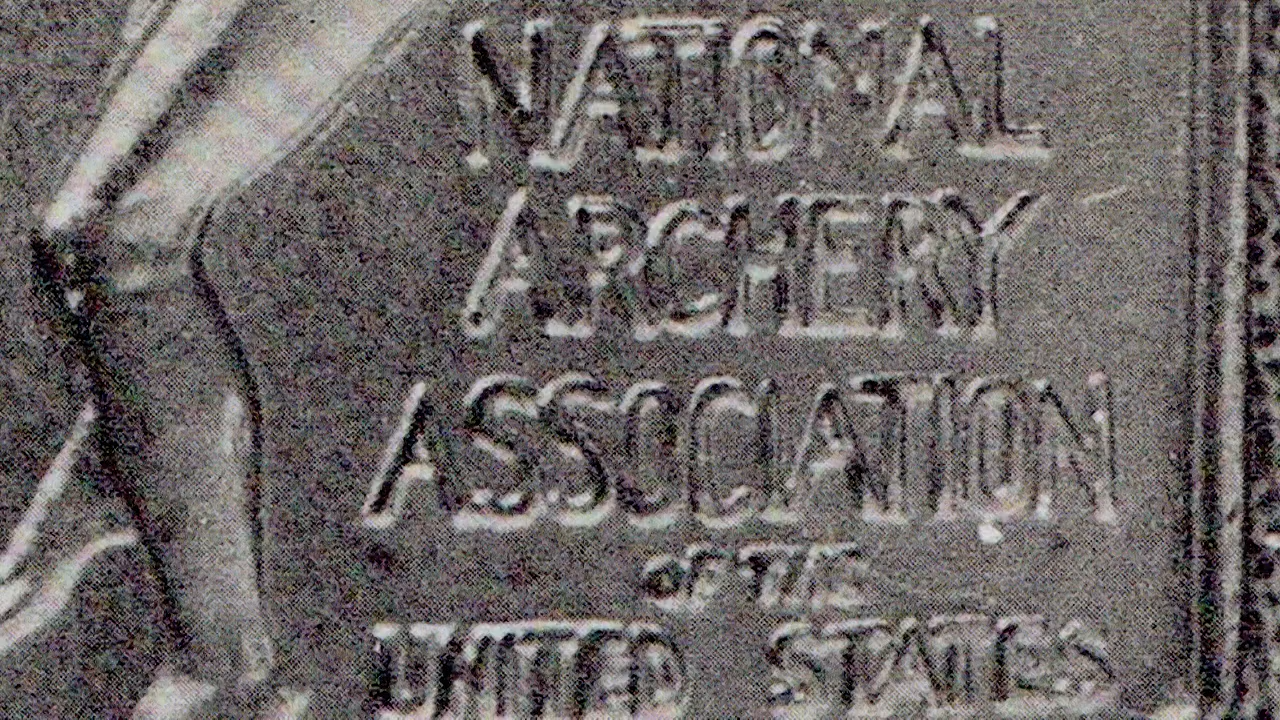 NATIONAL
ARCHERY
ASSOCIATION
OF THE
UNITED STATES